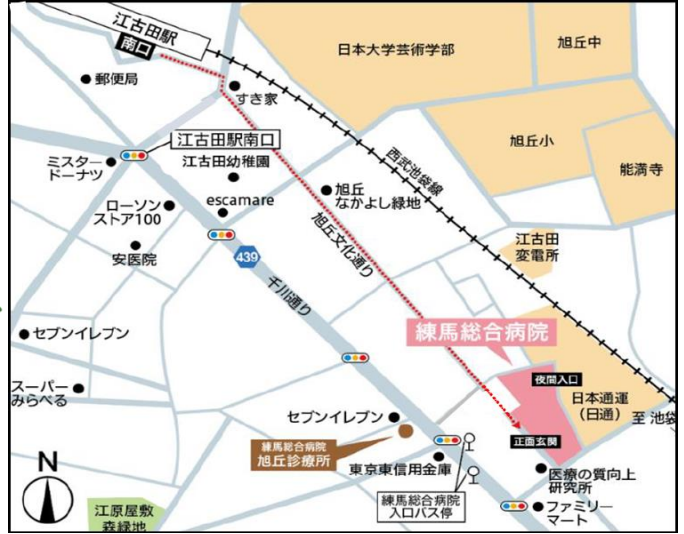 江古田駅
南口
日本大学芸術学部
旭丘中
郵便局
すき家
江古田駅南口
旭丘小
ミスター
ドーナツ
江古田幼稚園
西武池袋線
能満寺
ローソン
ストア100
escamare
旭丘
なかよし緑地
安医院
439
旭丘文化通り
江古田
変電所
千川通り
セブンイレブン
練馬総合病院
スーパー
みらべる
夜間入口
日本通運
(日通)
至 池袋
セブンイレブン
練馬総合病院
旭丘診療所
正面玄関
N
東京東信用金庫
医療の質向上
研究所
練馬総合病院
入口バス停
江原屋敷
森緑地
ファミリー
マート